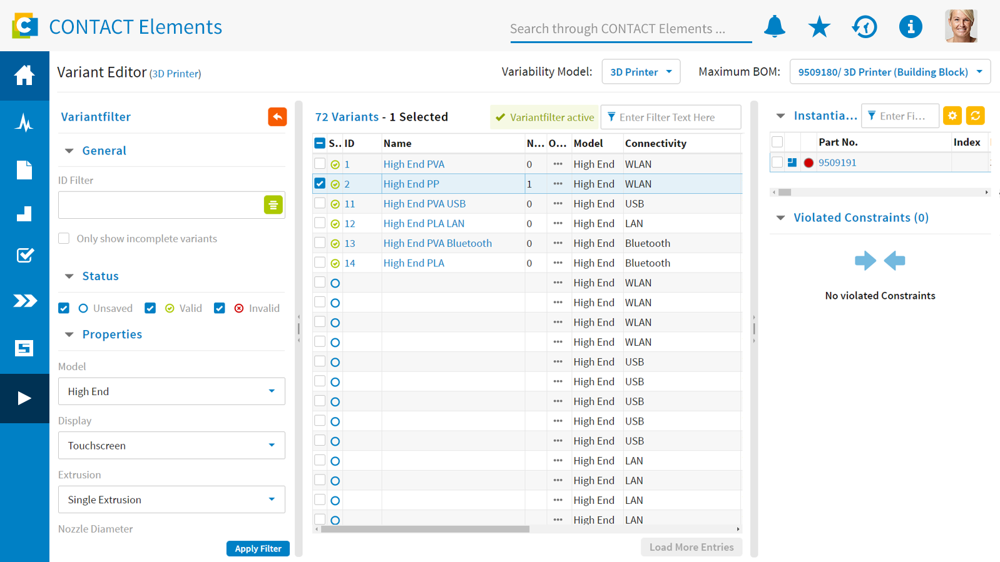 CONTACT Elements
Search through CONTACT Elements ...
Variant Editor (3D Printer)
Variability Model:
3D Printer
Maximum BOM:
9509180/ 3D Printer (Building Block)
Variantfilter
General
ID Filter
Only show incomplete variants
Status
Unsaved
Valid
Invalid
Properties
Model
High End
Display
Touchscreen
Extrusion
Single Extrusion
Nozzle Diameter
Apply Filter
72 Variants - 1 Selected
Variantfilter active
Enter Filter Text Here
S.. ID Name N... O... Model Connectivity
1 High End PVA 0 ••• High End WLAN
2 High End PP 1 ••• High End WLAN
11 High End PVA USB 0 ••• High End USB
12 High End PLA LAN 0 ••• High End LAN
13 High End PVA Bluetooth 0 ••• High End Bluetooth
14 High End PLA 0 ••• High End Bluetooth
••• High End WLAN
••• High End WLAN
••• High End WLAN
••• High End WLAN
••• High End USB
••• High End USB
••• High End USB
••• High End USB
••• High End USB
••• High End LAN
••• High End LAN
••• High End LAN
••• High End LAN
Load More Entries
Instantia...
Enter Fi...
Part No. Index
9509191
Violated Constraints (0)
No violated Constraints